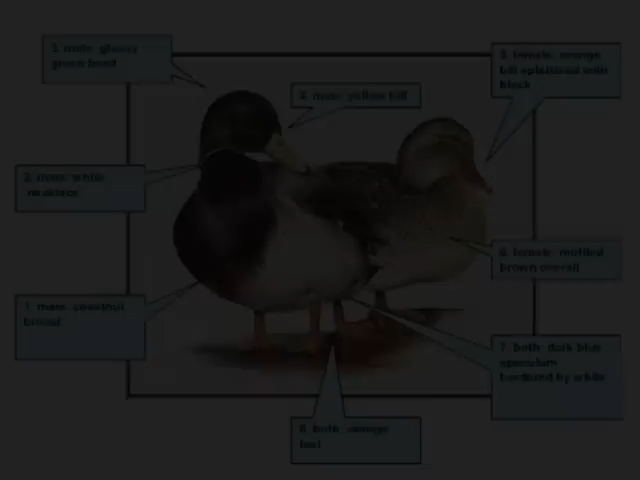 3. male: glossy
green head
4. male: yellow bill
5. female: orange
bill splotched with
black
2. male: white
necklace
6. female: mottled
brown overall
1. male: chestnut
breast
7. both: dark blue
speculum
bordered by white
8. both: orange
feet